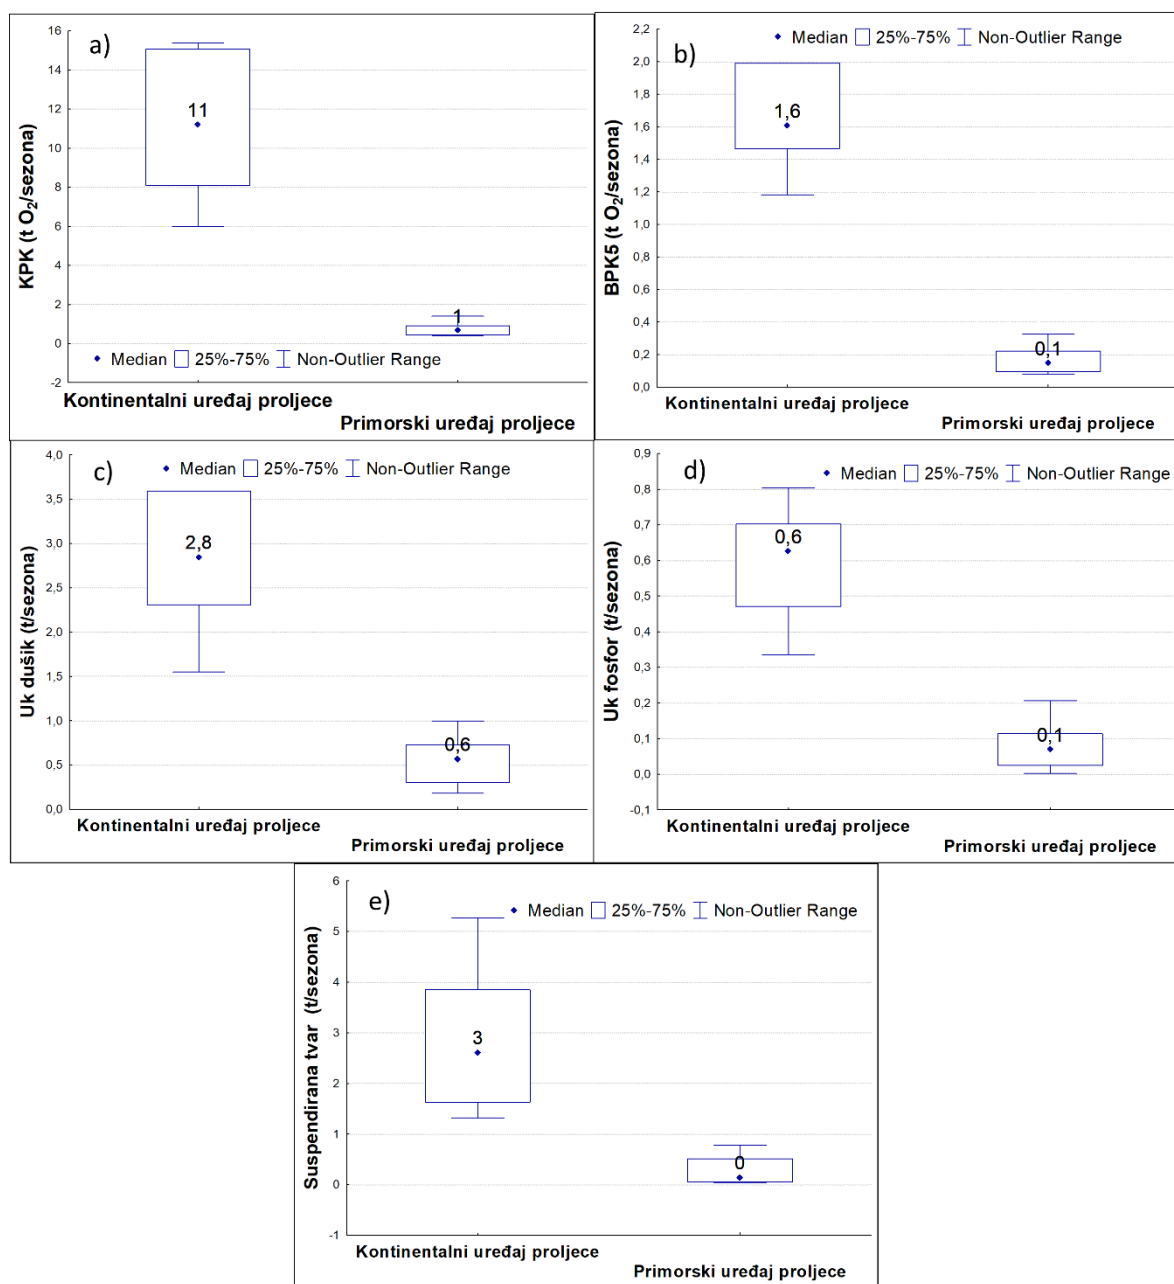 a)
KPK (t O₂/sezona)
16
14
12
10
8
6
4
2
0
-2
11
1
Median 25%-75% Non-Outlier Range
Kontinentalni uređaj proljece
Primorski uređaj proljece
b)
Median 25%-75% Non-Outlier Range
BPK5 (t O₂/sezona)
2,2
2,0
1,8
1,6
1,4
1,2
1,0
0,8
0,6
0,4
0,2
0,0
1,6
0,1
Kontinentalni uređaj proljece
Primorski uređaj proljece
c)
Median 25%-75% Non-Outlier Range
Uk dušik (t/sezona)
4,0
3,5
3,0
2,5
2,0
1,5
1,0
0,5
0,0
2,8
0,6
Kontinentalni uređaj proljece
Primorski uređaj proljece
d)
Median 25%-75% Non-Outlier Range
Uk fosfor (t/sezona)
0,9
0,8
0,7
0,6
0,5
0,4
0,3
0,2
0,1
0,0
-0,1
0,6
0,1
Kontinentalni uređaj proljece
Primorski uređaj proljece
e)
Median 25%-75% Non-Outlier Range
Suspendirana tvar (t/sezona)
6
5
4
3
2
1
0
-1
3
0
Kontinentalni uređaj proljece
Primorski uređaj proljece